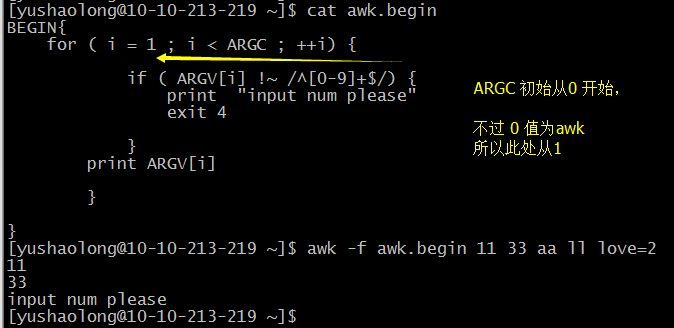 [yushaolong@10-10-213-219 ~]$ cat awk.begin
BEGIN{
for ( i = 1 ; i < ARGC ; ++i) {
if ( ARGV[i] !~ /^[0-9]+$/) {
print  "input num please"
exit 4
}
print ARGV[i]
}
}
ARGC 初始从0 开始，
不过 0 值为awk
所以此处从1
[yushaolong@10-10-213-219 ~]$ awk -f awk.begin 11 33 aa ll love=2
11
33
input num please
[yushaolong@10-10-213-219 ~]$